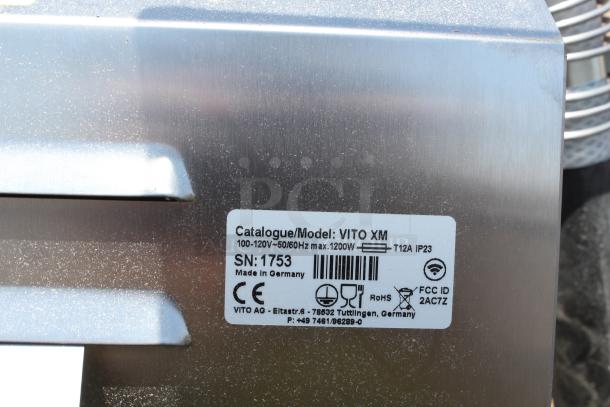 Catalogue/Model: VITO XM
100-120V~50/60Hz max.1200W T12A IP23
SN:1753
Made in Germany
CE
RoHS
FCC ID
2AC7Z
VITO AG - Eltastr.6 - 78532 Tuttlingen, Germany
P: +49 7461/96289-0
PCI